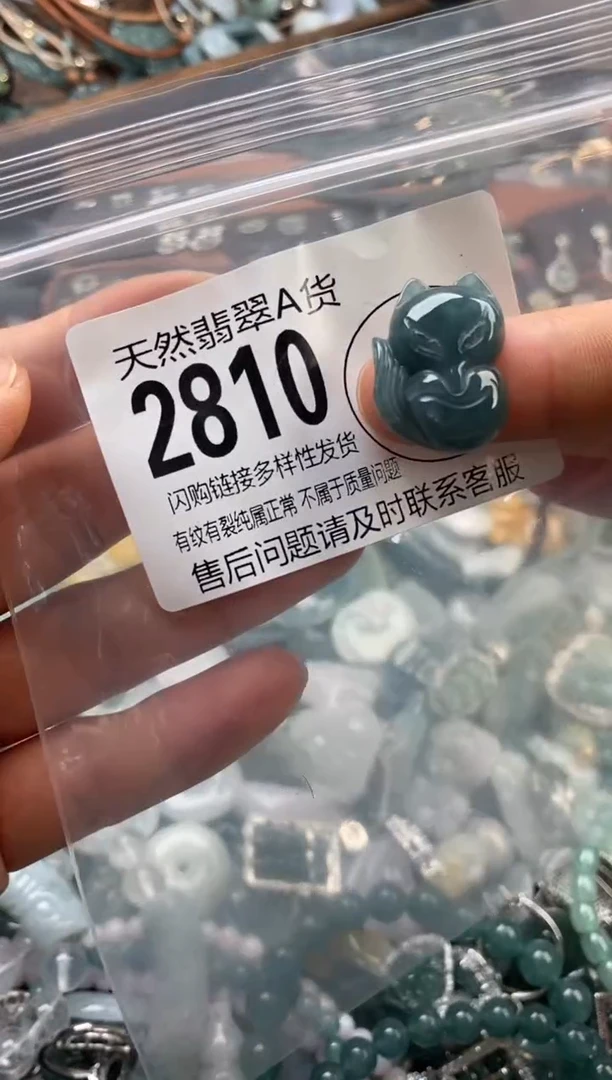 天然翡翠A货
2810
闪购链接多样性发货
有纹有裂纯属正常 不属于质量问题
售后问题请及时联系客服